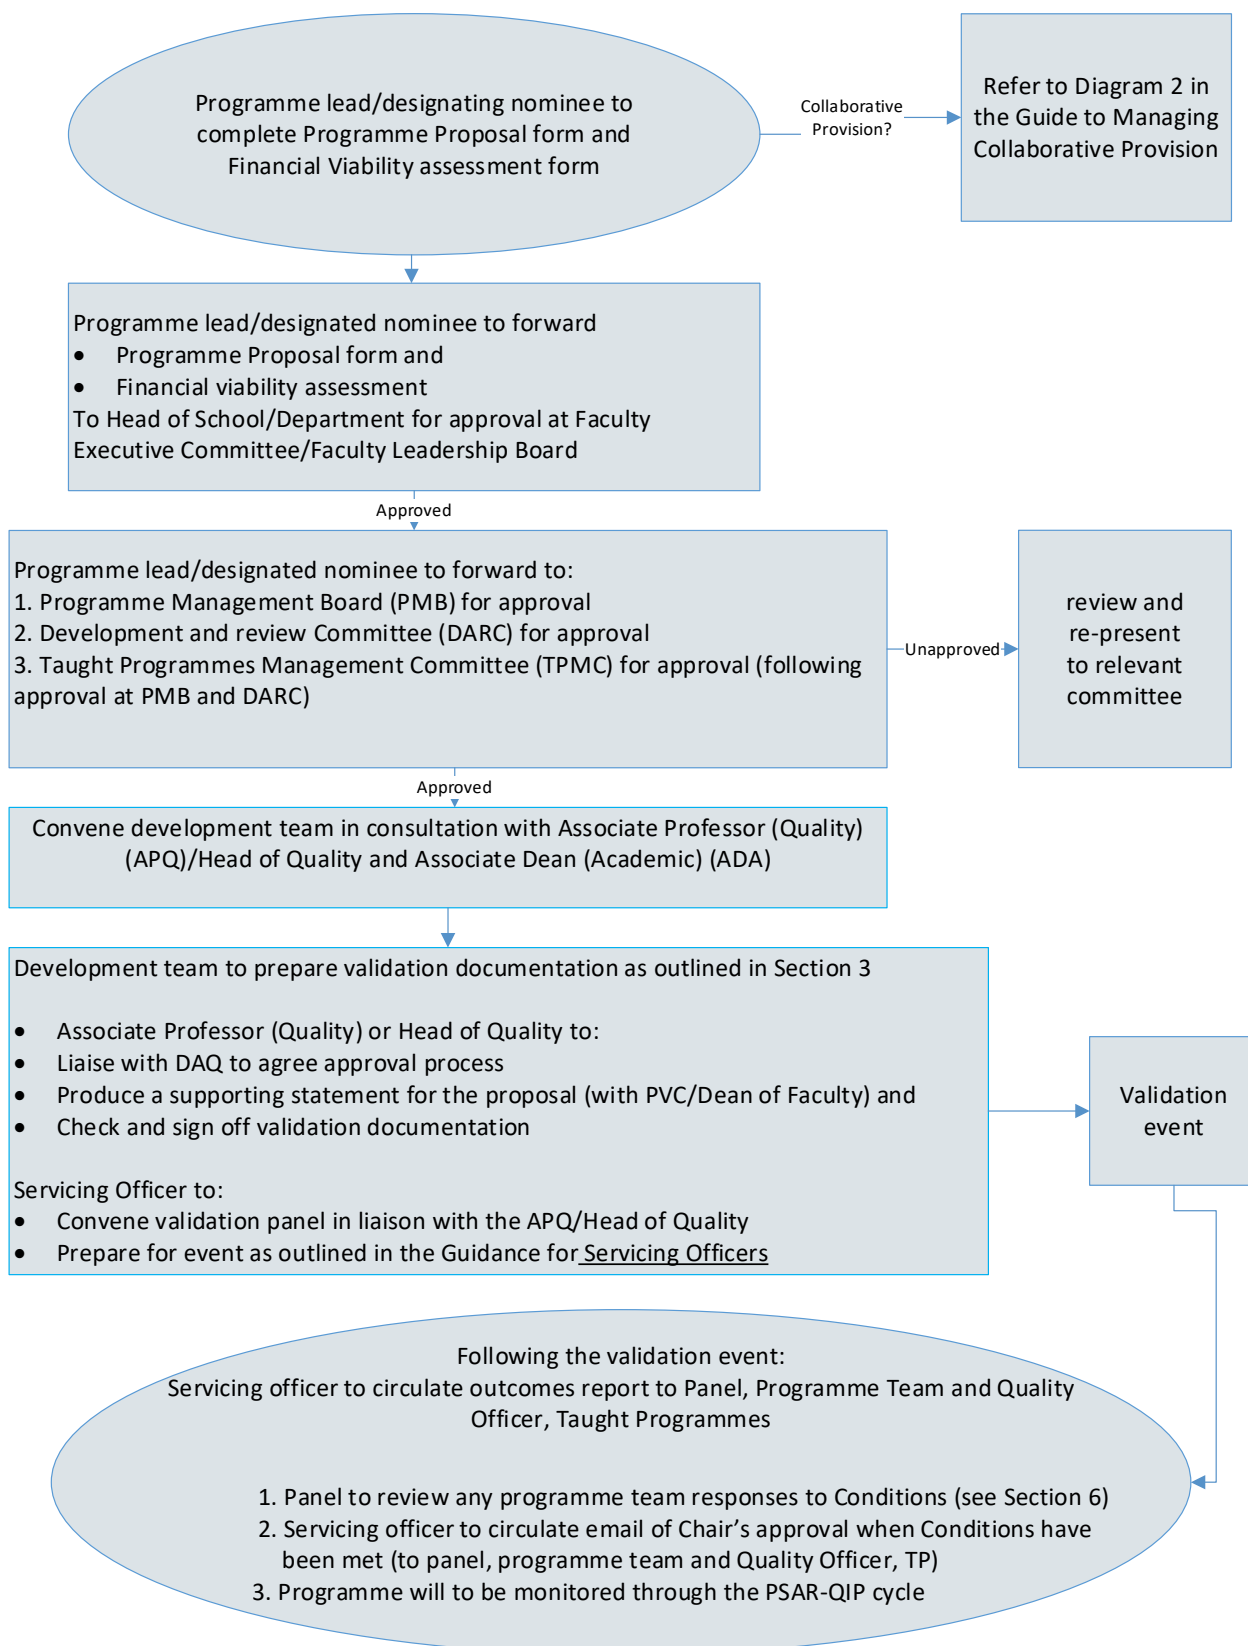 Programme lead/designating nominee to
complete Programme Proposal form and
Financial Viability assessment form
Collaborative
Provision?
Refer to Diagram 2 in
the Guide to Managing
Collaborative Provision
Programme lead/designated nominee to forward
• Programme Proposal form and
• Financial viability assessment
To Head of School/Department for approval at Faculty
Executive Committee/Faculty Leadership Board
Approved
Programme lead/designated nominee to forward to:
1. Programme Management Board (PMB) for approval
2. Development and review Committee (DARC) for approval
3. Taught Programmes Management Committee (TPMC) for approval (following
approval at PMB and DARC)
Unapproved
review and
re-present
to relevant
committee
Approved
Convene development team in consultation with Associate Professor (Quality)
(APQ)/Head of Quality and Associate Dean (Academic) (ADA)
Development team to prepare validation documentation as outlined in Section 3
• Associate Professor (Quality) or Head of Quality to:
• Liaise with DAQ to agree approval process
• Produce a supporting statement for the proposal (with PVC/Dean of Faculty) and
• Check and sign off validation documentation
Servicing Officer to:
• Convene validation panel in liaison with the APQ/Head of Quality
• Prepare for event as outlined in the Guidance for Servicing Officers
Validation
event
Following the validation event:
Servicing officer to circulate outcomes report to Panel, Programme Team and Quality
Officer, Taught Programmes
1. Panel to review any programme team responses to Conditions (see Section 6)
2. Servicing officer to circulate email of Chair's approval when Conditions have
been met (to panel, programme team and Quality Officer, TP)
3. Programme will to be monitored through the PSAR-QIP cycle